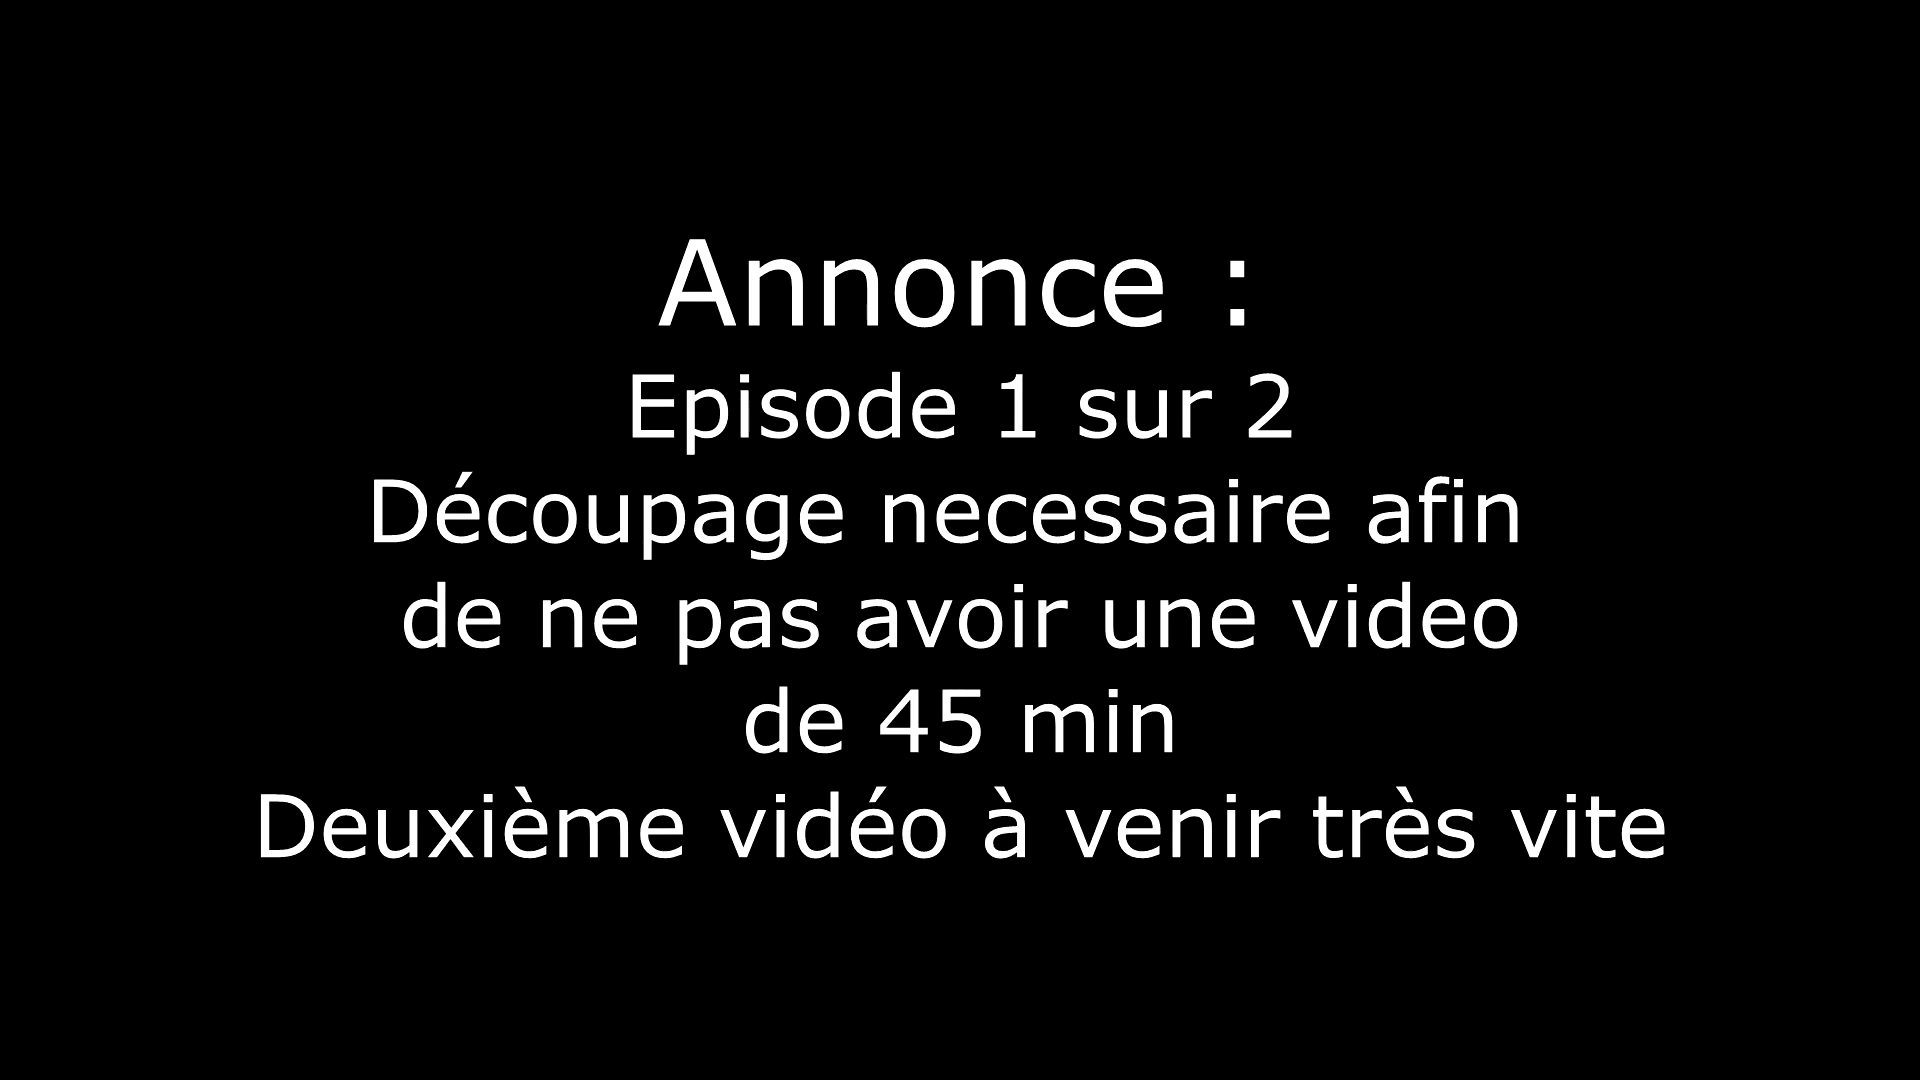 Annonce :
Episode 1 sur 2
Découpage necessaire afin
de ne pas avoir une video
de 45 min
Deuxième vidéo à venir très vite